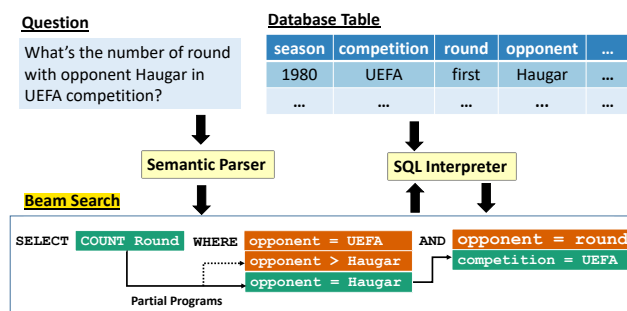 Question
What's the number of round
with opponent Haugar in
UEFA competition?
Database Table
season competition round opponent ...
1980 UEFA first Haugar ...
... ... ... ... ...
Semantic Parser
SQL Interpreter
Beam Search
SELECT COUNT Round WHERE opponent = UEFA AND opponent = round
opponent > Haugar competition = UEFA
opponent = Haugar
Partial Programs